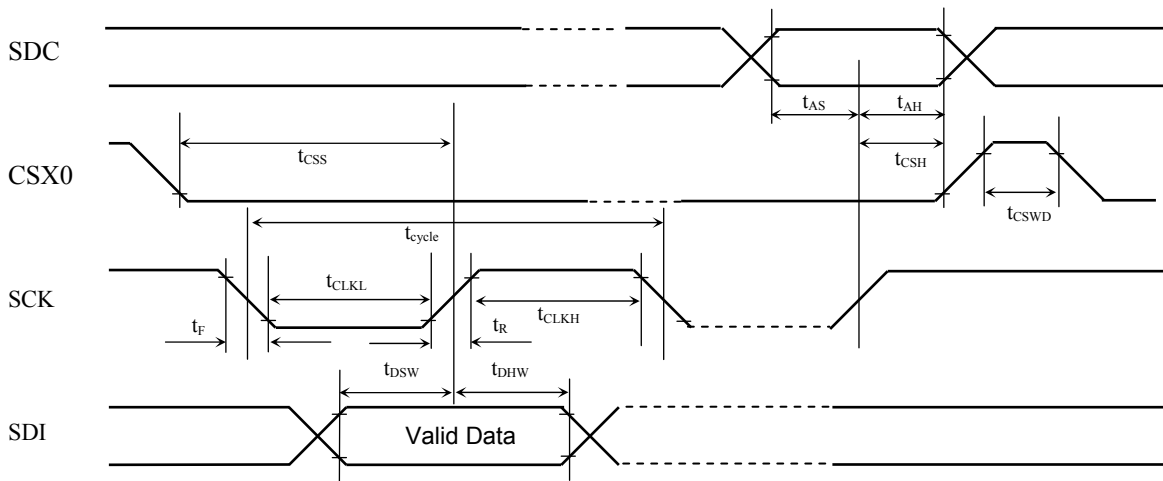 SDC
t_AS t_AH
t_CSS t_CSH
CSX0
t_CSWD
t_cycle
t_CLKL
SCK
t_F t_R t_CLKH
t_DSW t_DHW
SDI Valid Data